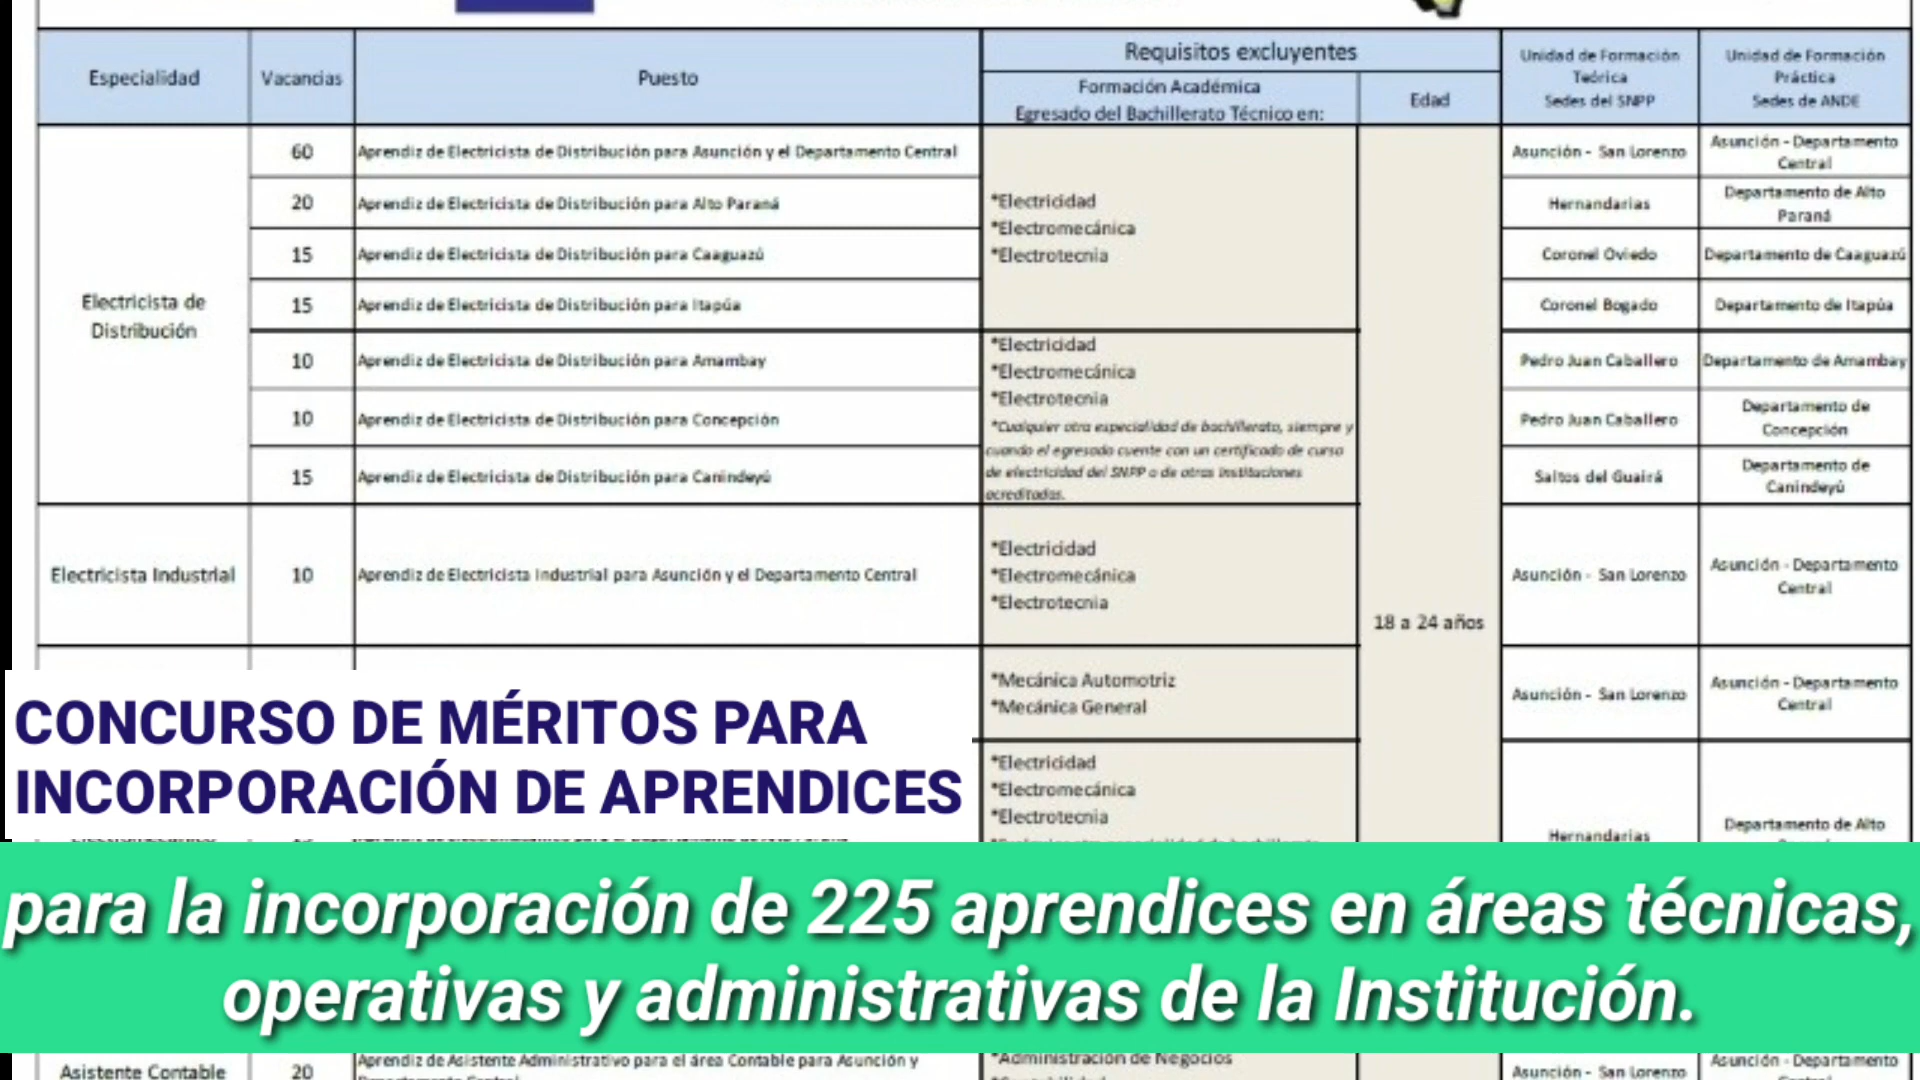 Requisitos excluyentes
Especialidad
Vacancias
Puesto
Formación Académica
Egresado del Bachillerato Técnico en:
Edad
Unidad de Formación
Teórica
Sedes del SNPP
Unidad de Formación
Práctica
Sedes de ANDE
Electricista de
Distribución
60
Aprendiz de Electricista de Distribución para Asunción y el Departamento Central
*Electricidad
*Electromecánica
*Electrotecnia
18 a 24 años
Asunción - San Lorenzo
Asunción - Departamento
Central
20
Aprendiz de Electricista de Distribución para Alto Paraná
Hernandarias
Departamento de Alto
Paraná
15
Aprendiz de Electricista de Distribución para Caaguazú
Coronel Oviedo
Departamento de Caaguazú
15
Aprendiz de Electricista de Distribución para Itapúa
Coronel Bogado
Departamento de Itapúa
10
Aprendiz de Electricista de Distribución para Amambay
*Electricidad
*Electromecánica
*Electrotecnia
*Cualquier otra especialidad de bachillerato, siempre y
cuando el egresado cuente con un certificado de curso
de electricidad del SNPP o de otras instituciones
acreditadas.
Pedro Juan Caballero
Departamento de Amambay
10
Aprendiz de Electricista de Distribución para Concepción
Pedro Juan Caballero
Departamento de
Concepción
15
Aprendiz de Electricista de Distribución para Canindeyú
Saltos del Guairá
Departamento de
Canindeyú
Electricista Industrial
10
Aprendiz de Electricista Industrial para Asunción y el Departamento Central
*Electricidad
*Electromecánica
*Electrotecnia
Asunción - San Lorenzo
Asunción - Departamento
Central
*Mecánica Automotriz
*Mecánica General
Asunción - San Lorenzo
Asunción - Departamento
Central
CONCURSO DE MÉRITOS PARA
INCORPORACIÓN DE APRENDICES
*Electricidad
*Electromecánica
*Electrotecnia
Hernandarias
Departamento de Alto
para la incorporación de 225 aprendices en áreas técnicas,
operativas y administrativas de la Institución.
Asistente Contable
20
Aprendiz de Asistente Administrativo para el área Contable para Asunción y
*Administración de Negocios
Asunción - San Lorenzo
Asunción - Departamento